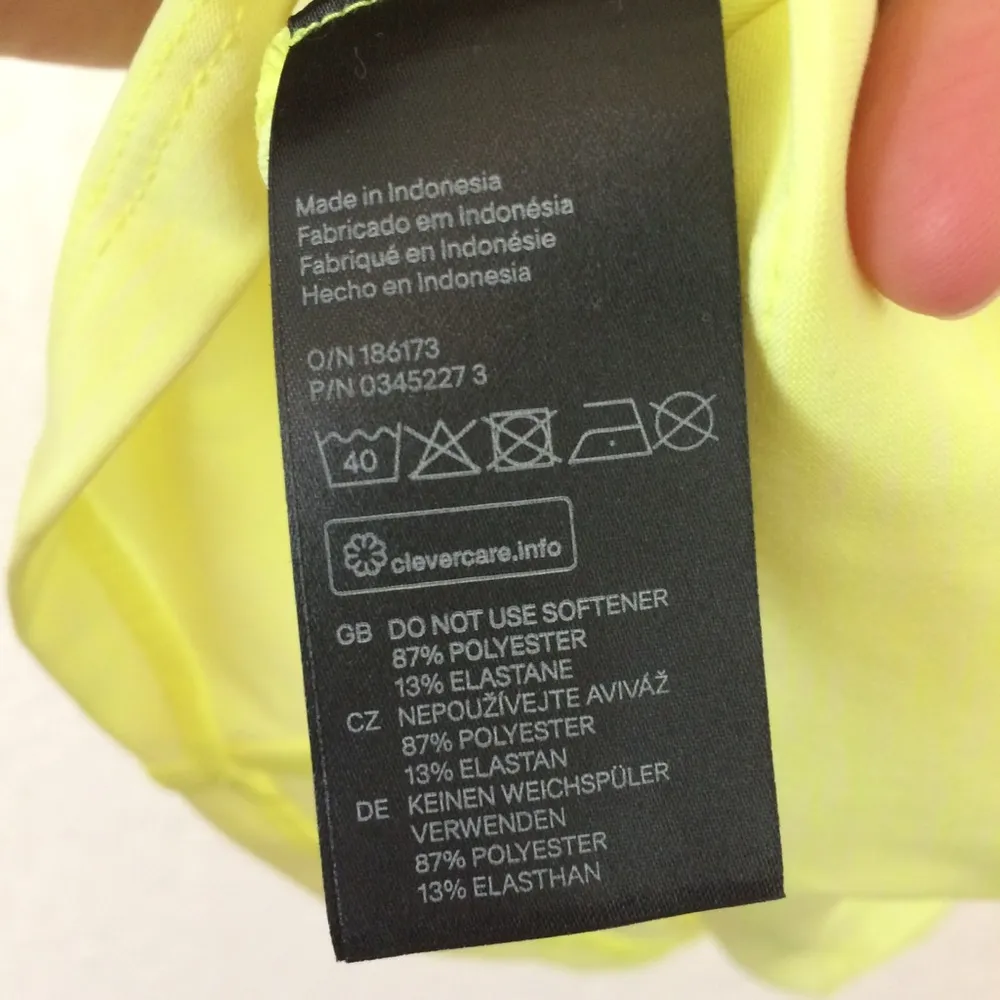 Made in Indonesia
Fabricado em Indonésia
Fabriqué en Indonésie
Hecho en Indonesia
O/N 186173
P/N 0345227 3
40
clevercare.info
GB DO NOT USE SOFTENER
87% POLYESTER
13% ELASTANE
CZ NEPOUŽÍVEJTE AVIVÁŽ
87% POLYESTER
13% ELASTAN
DE KEINEN WEICHSPÜLER
VERWENDEN
87% POLYESTER
13% ELASTHAN